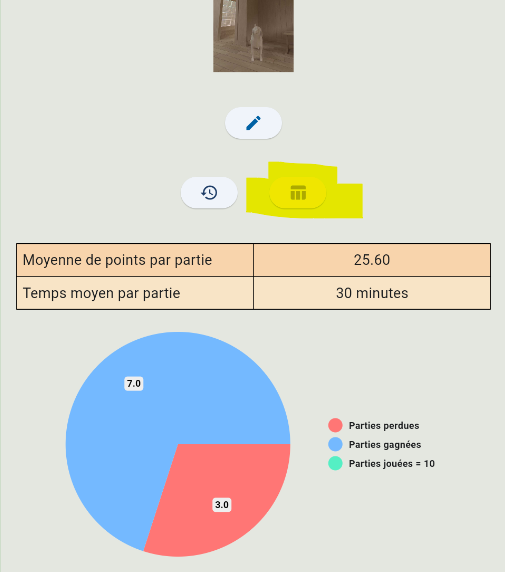 Moyenne de points par partie 25.60
Temps moyen par partie 30 minutes
7.0
3.0
Parties perdues
Parties gagnées
Parties jouées = 10